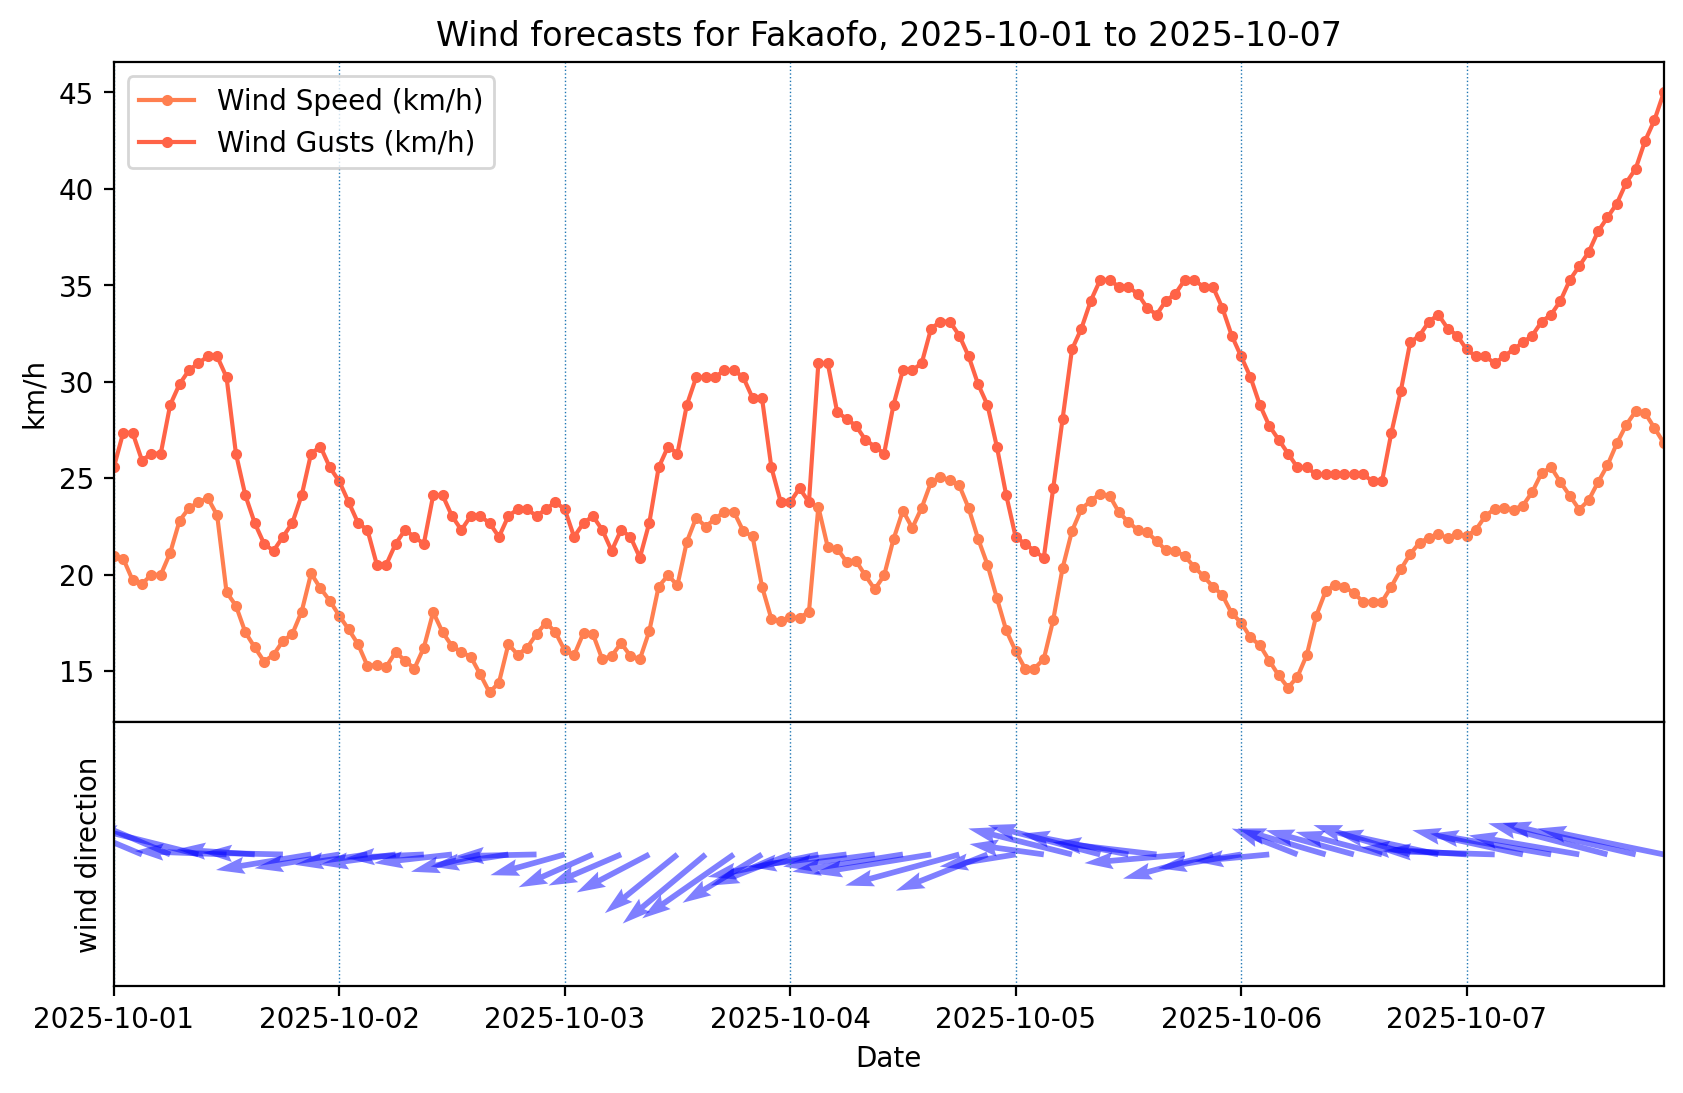 Wind forecasts for Fakaofo, 2025-10-01 to 2025-10-07
Wind Speed (km/h)
Wind Gusts (km/h)
45
40
35
30
25
20
15
km/h
wind direction
2025-10-01
2025-10-02
2025-10-03
2025-10-04
2025-10-05
2025-10-06
2025-10-07
Date